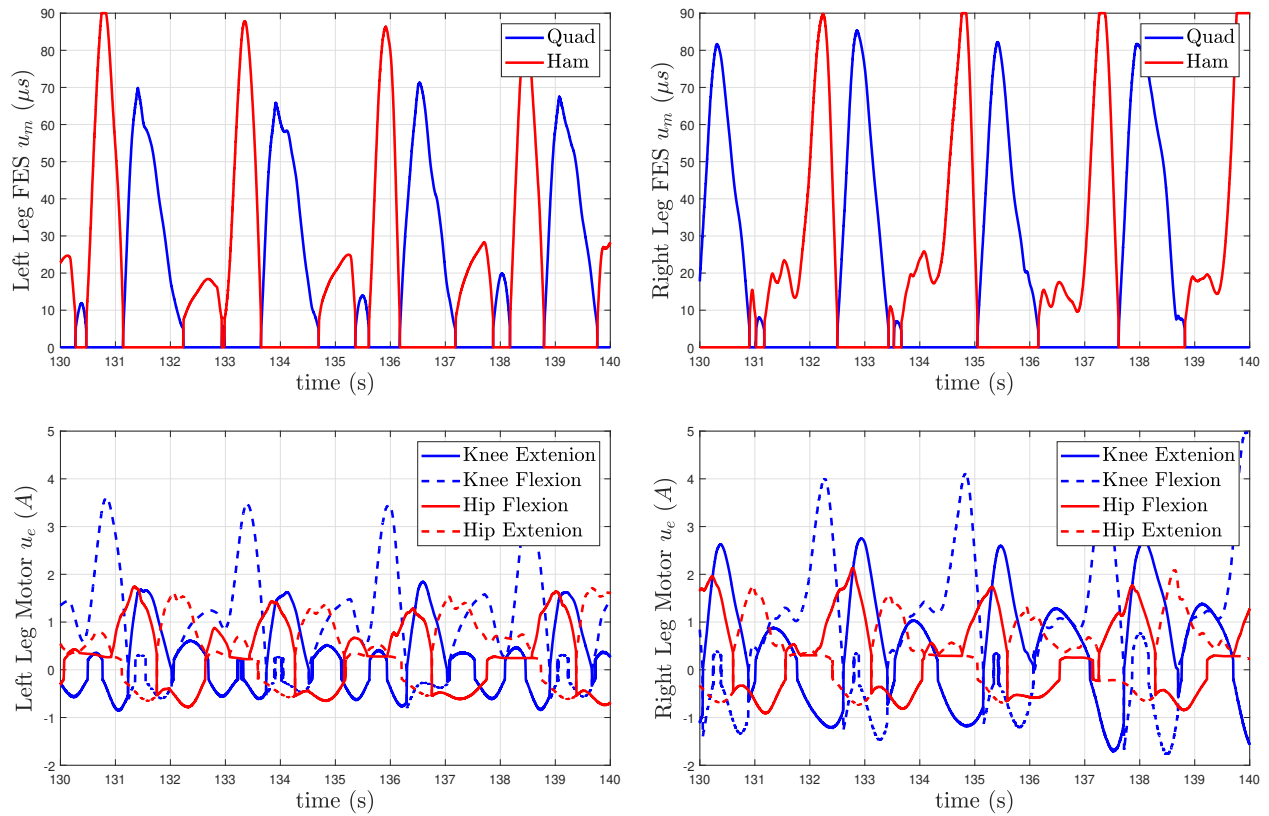 90
80
70
60
50
40
30
20
10
0
Left Leg FES u_m (μs)
Quad
Ham
130 131 132 133 134 135 136 137 138 139 140
time (s)
90
80
70
60
50
40
30
20
10
0
Right Leg FES u_m (μs)
Quad
Ham
130 131 132 133 134 135 136 137 138 139 140
time (s)
5
4
3
2
1
0
-1
-2
Left Leg Motor u_e (A)
Knee Extenion
Knee Flexion
Hip Flexion
Hip Extenion
130 131 132 133 134 135 136 137 138 139 140
time (s)
5
4
3
2
1
0
-1
-2
Right Leg Motor u_e (A)
Knee Extenion
Knee Flexion
Hip Flexion
Hip Extenion
130 131 132 133 134 135 136 137 138 139 140
time (s)